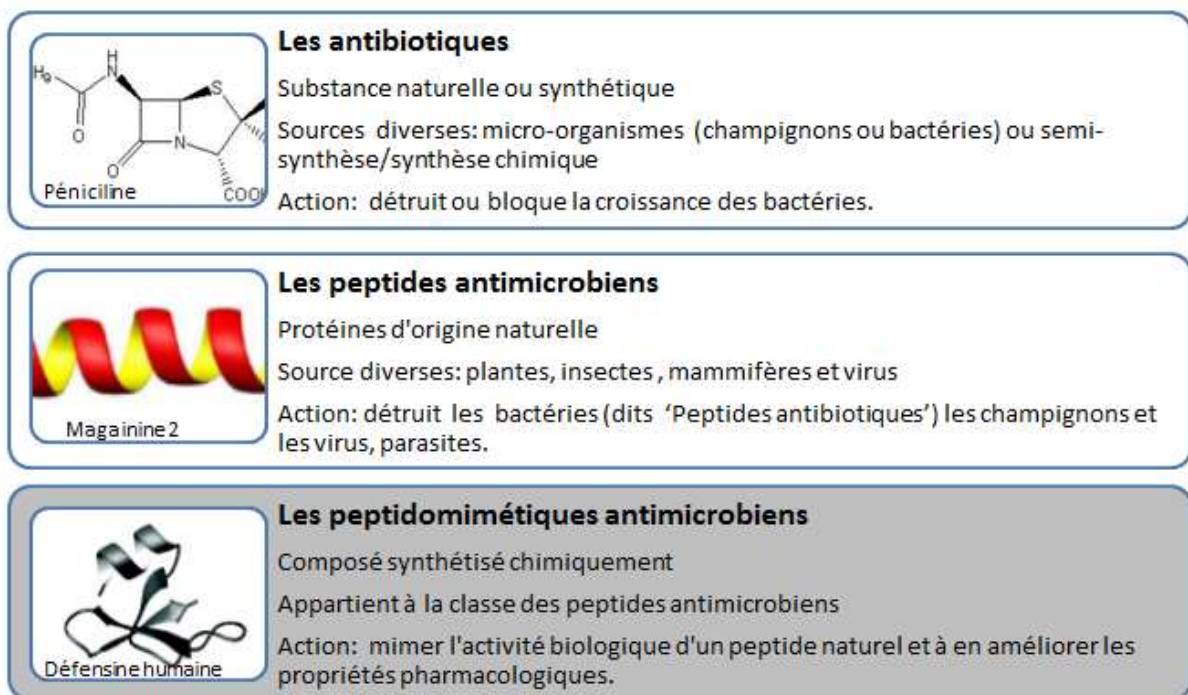 Les antibiotiques
Substance naturelle ou synthétique
Sources diverses: micro-organismes (champignons ou bactéries) ou semi-
synthèse/synthèse chimique
Action: détruit ou bloque la croissance des bactéries.
H
N
S
O
N
O
COO
Péniciline
Les peptides antimicrobiens
Protéines d'origine naturelle
Source diverses: plantes, insectes , mammifères et virus
Action: détruit les bactéries (dits ‘Peptides antibiotiques’) les champignons et
les virus, parasites.
Magainine 2
Les peptidomimétiques antimicrobiens
Composé synthétisé chimiquement
Appartient à la classe des peptides antimicrobiens
Action: mimer l'activité biologique d'un peptide naturel et à en améliorer les
propriétés pharmacologiques.
Défensine humaine